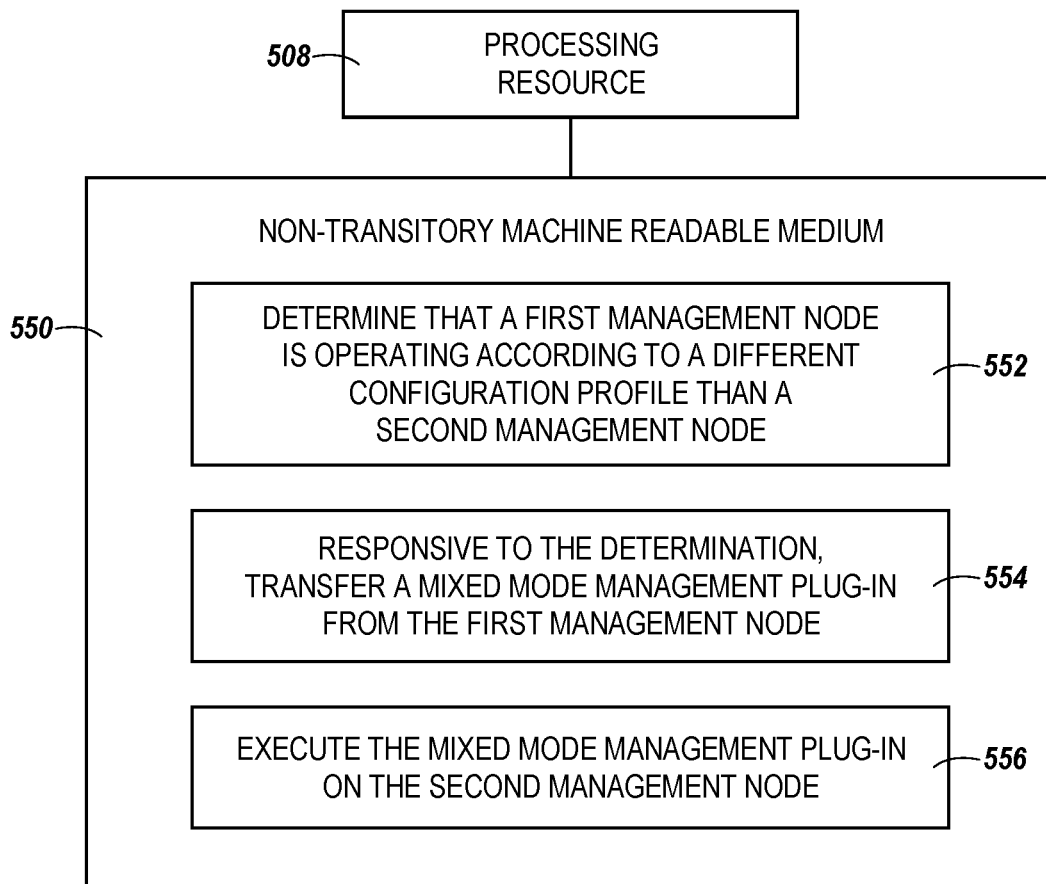 508
PROCESSING
RESOURCE
NON-TRANSITORY MACHINE READABLE MEDIUM
550
DETERMINE THAT A FIRST MANAGEMENT NODE
IS OPERATING ACCORDING TO A DIFFERENT
CONFIGURATION PROFILE THAN A
SECOND MANAGEMENT NODE
552
RESPONSIVE TO THE DETERMINATION,
TRANSFER A MIXED MODE MANAGEMENT PLUG-IN
FROM THE FIRST MANAGEMENT NODE
554
EXECUTE THE MIXED MODE MANAGEMENT PLUG-IN
ON THE SECOND MANAGEMENT NODE
556